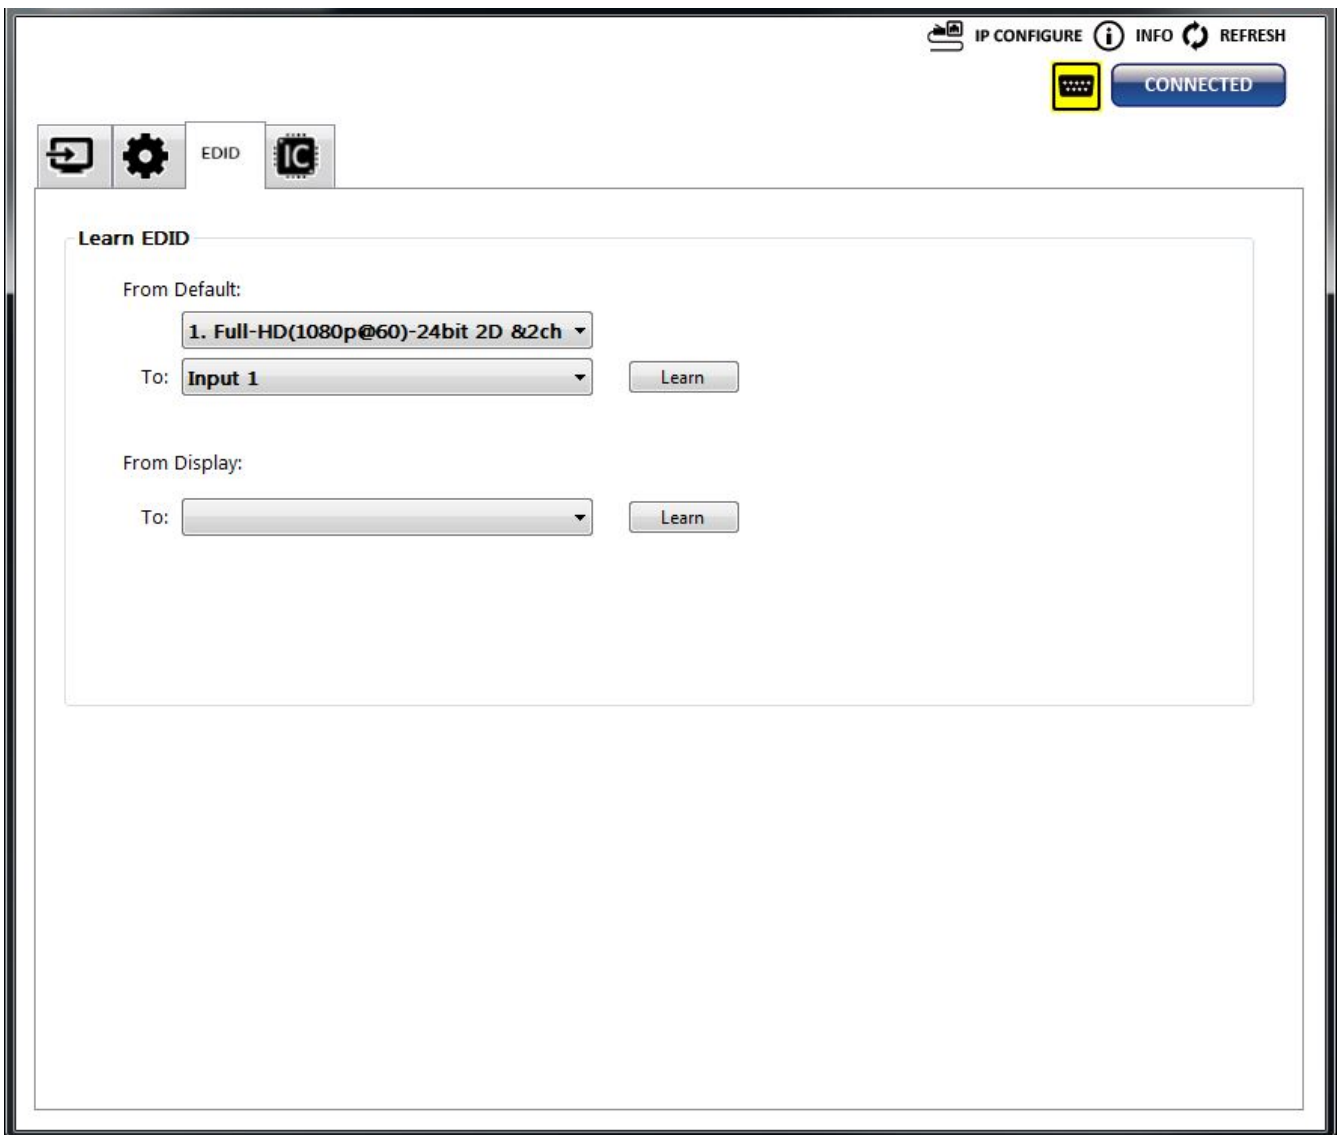 IP CONFIGURE INFO REFRESH
CONNECTED
EDID IC
Learn EDID
From Default:
1. Full-HD(1080p@60)-24bit 2D &2ch
To: Input 1 Learn
From Display:
To: Learn